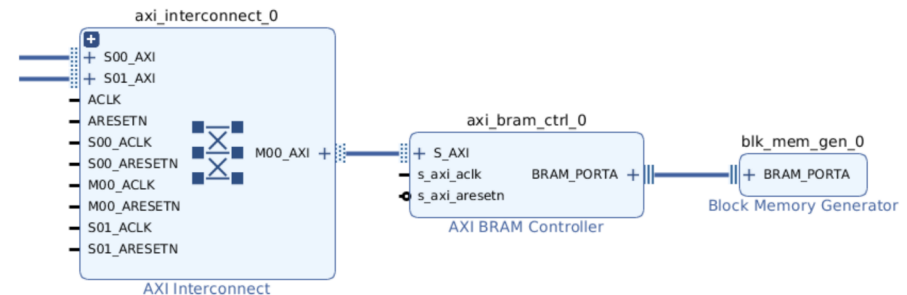 axi_interconnect_0
S00_AXI
S01_AXI
ACLK
ARESETN
S00_ACLK
S00_ARESETN
M00_ACLK
M00_ARESETN
S01_ACLK
S01_ARESETN
M00_AXI
AXI Interconnect
axi_bram_ctrl_0
S_AXI
s_axi_aclk
s_axi_aresetn
BRAM_PORTA
AXI BRAM Controller
blk_mem_gen_0
BRAM_PORTA
Block Memory Generator